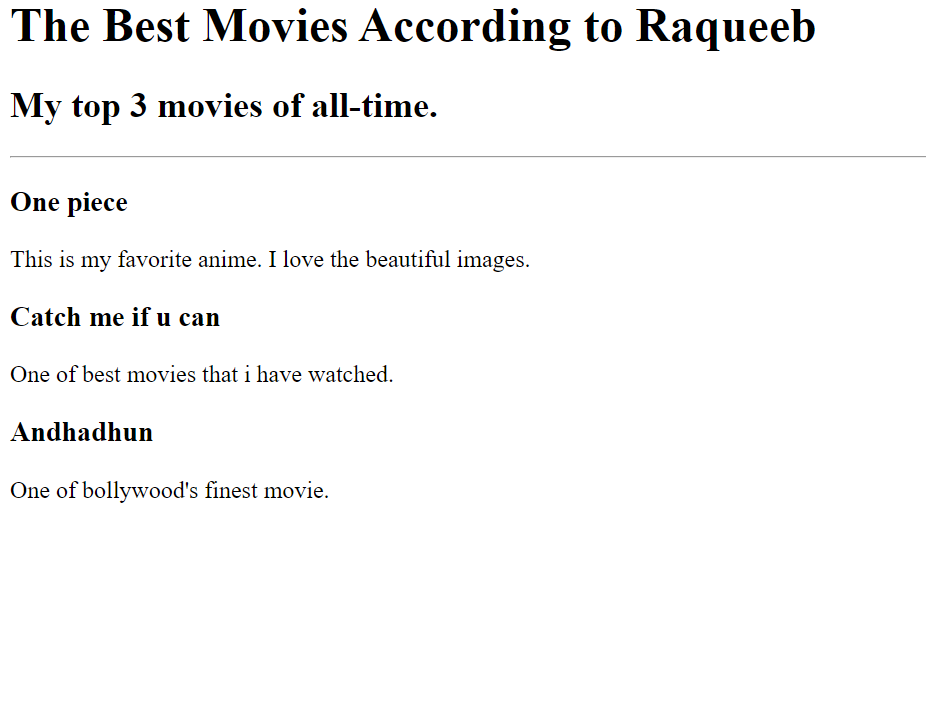 The Best Movies According to Raqueeb
My top 3 movies of all-time.
One piece
This is my favorite anime. I love the beautiful images.
Catch me if u can
One of best movies that i have watched.
Andhadhun
One of bollywood's finest movie.